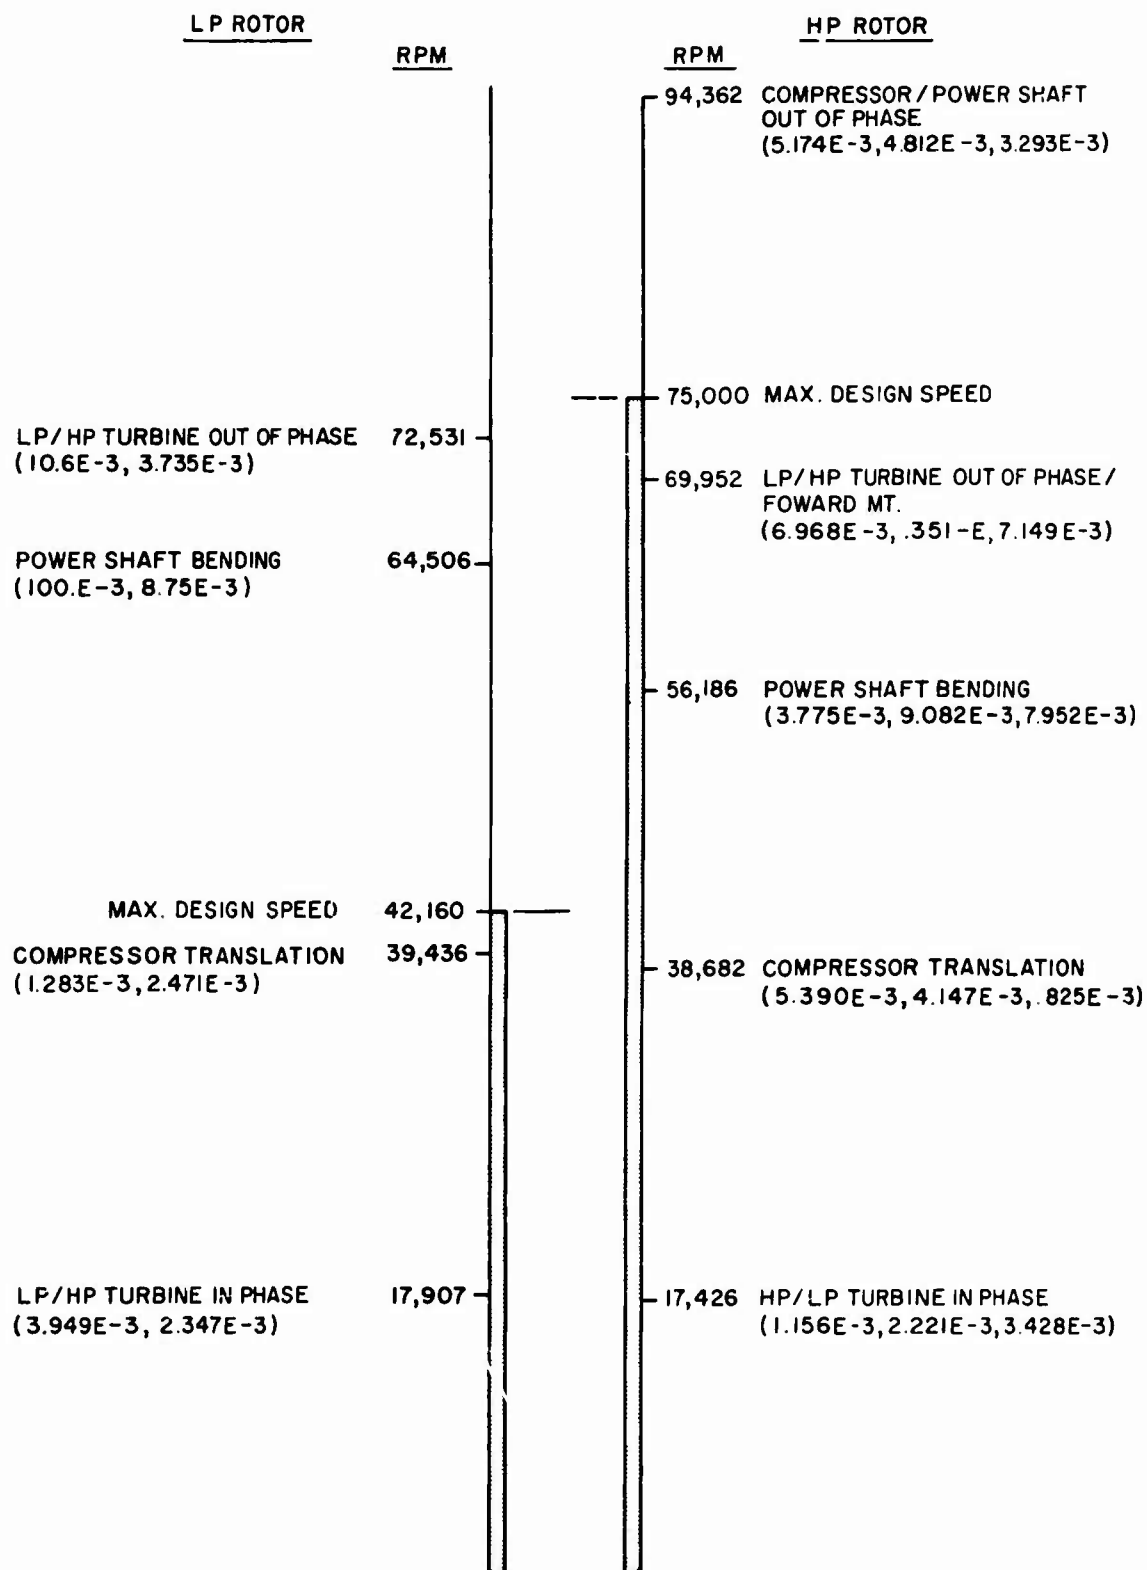 LP ROTOR
RPM
LP/HP TURBINE OUT OF PHASE 72,531
(10.6E-3, 3.735E-3)
POWER SHAFT BENDING 64,506
(100.E-3, 8.75E-3)
MAX. DESIGN SPEED 42,160
COMPRESSOR TRANSLATION 39,436
(1.283E-3, 2.471E-3)
LP/HP TURBINE IN PHASE 17,907
(3.949E-3, 2.347E-3)
HP ROTOR
RPM
94,362 COMPRESSOR/POWER SHAFT
OUT OF PHASE
(5.174E-3, 4.812E-3, 3.293E-3)
75,000 MAX. DESIGN SPEED
69,952 LP/HP TURBINE OUT OF PHASE/
FOWARD MT.
(6.968E-3, .351-E, 7.149E-3)
56,186 POWER SHAFT BENDING
(3.775E-3, 9.082E-3, 7.952E-3)
38,682 COMPRESSOR TRANSLATION
(5.390E-3, 4.147E-3, .825E-3)
17,426 HP/LP TURBINE IN PHASE
(1.156E-3, 2.221E-3, 3.428E-3)